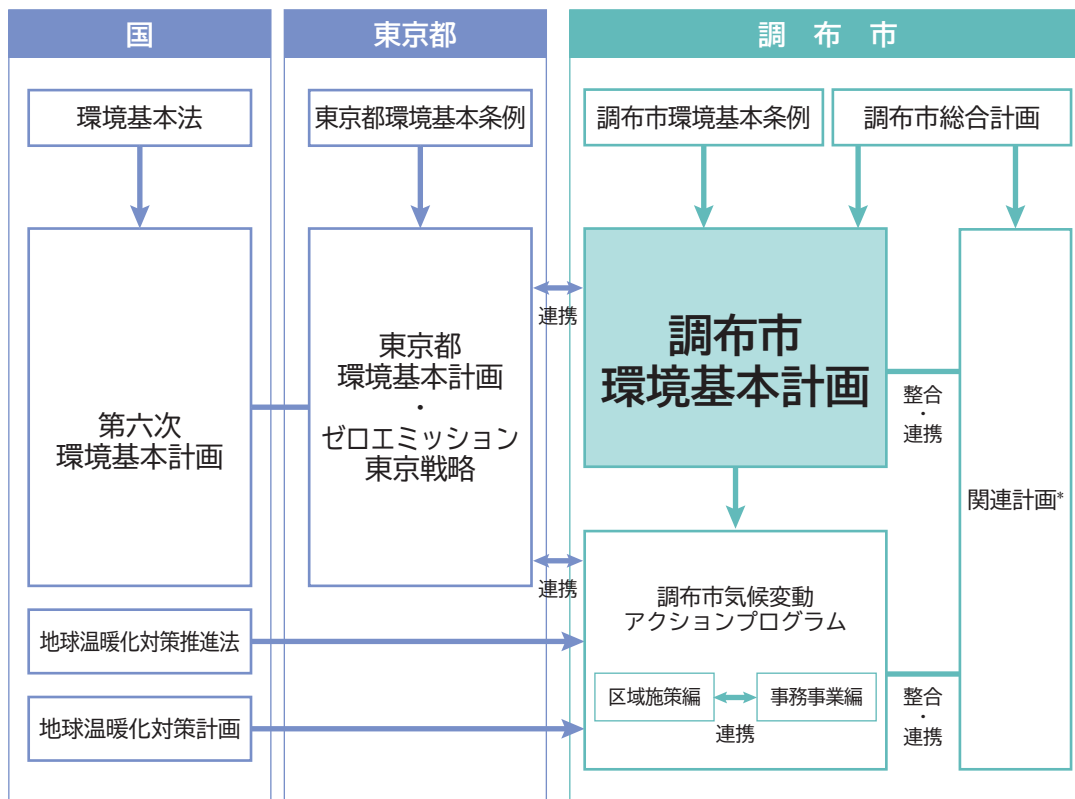 国
東京都
調 布 市
環境基本法
東京都環境基本条例
調布市環境基本条例
調布市総合計画
第六次
環境基本計画
東京都
環境基本計画
・
ゼロエミッション
東京戦略
連携
調布市
環境基本計画
整合
・
連携
関連計画*
連携
調布市気候変動
アクションプログラム
区域施策編
事務事業編
連携
整合
・
連携
地球温暖化対策推進法
地球温暖化対策計画